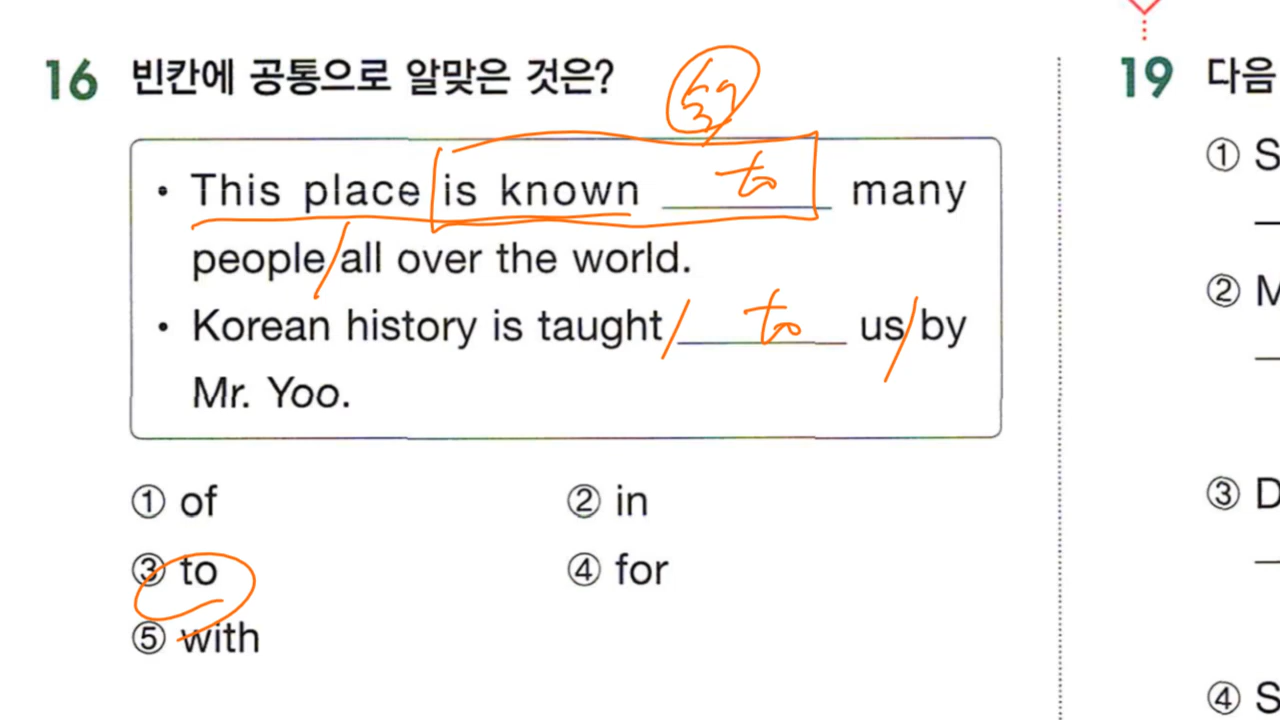 16 빈칸에 공통으로 알맞은 것은?
• This place is known to many
people all over the world.
• Korean history is taught to us by
Mr. Yoo.
① of
② in
③ to
④ for
⑤ with
19 다음
① S
② M
③ D
④ S